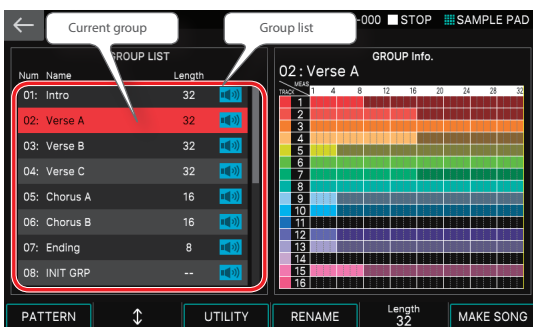 Current group
Group list
-000 STOP SAMPLE PAD
GROUP LIST
GROUP Info.
Num Name Length
02: Verse A
MEAS
TRACK 1 4 8 12 16 20 24 28 32
01: Intro 32
02: Verse A 32
03: Verse B 32
04: Verse C 32
05: Chorus A 16
06: Chorus B 16
07: Ending 8
08: INIT GRP --
1
2
3
4
5
6
7
8
9
10
11
12
13
14
15
16
PATTERN
UTILITY
RENAME
Length
32
MAKE SONG